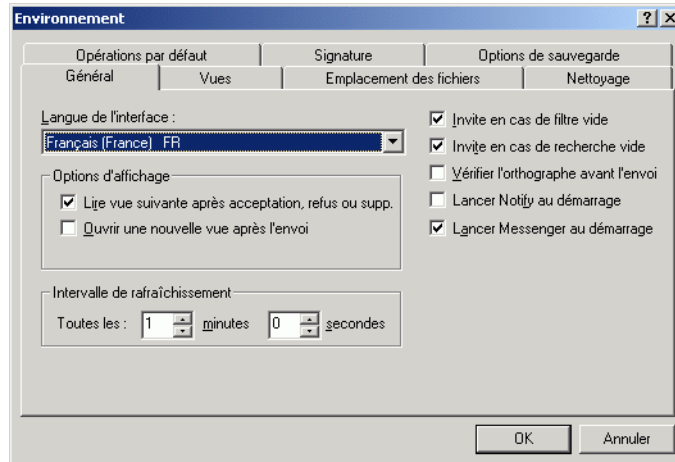 Environnement
Opérations par défaut
Signature
Options de sauvegarde
Général
Vues
Emplacement des fichiers
Nettoyage
Langue de l'interface :
Français (France) FR
Options d'affichage
Lire vue suivante après acceptation, refus ou supp.
Ouvrir une nouvelle vue après l'envoi
Intervalle de rafraîchissement
Toutes les : 1 minutes 0 secondes
Invite en cas de filtre vide
Invite en cas de recherche vide
Vérifier l'orthographe avant l'envoi
Lancer Notify au démarrage
Lancer Messenger au démarrage
OK
Annuler